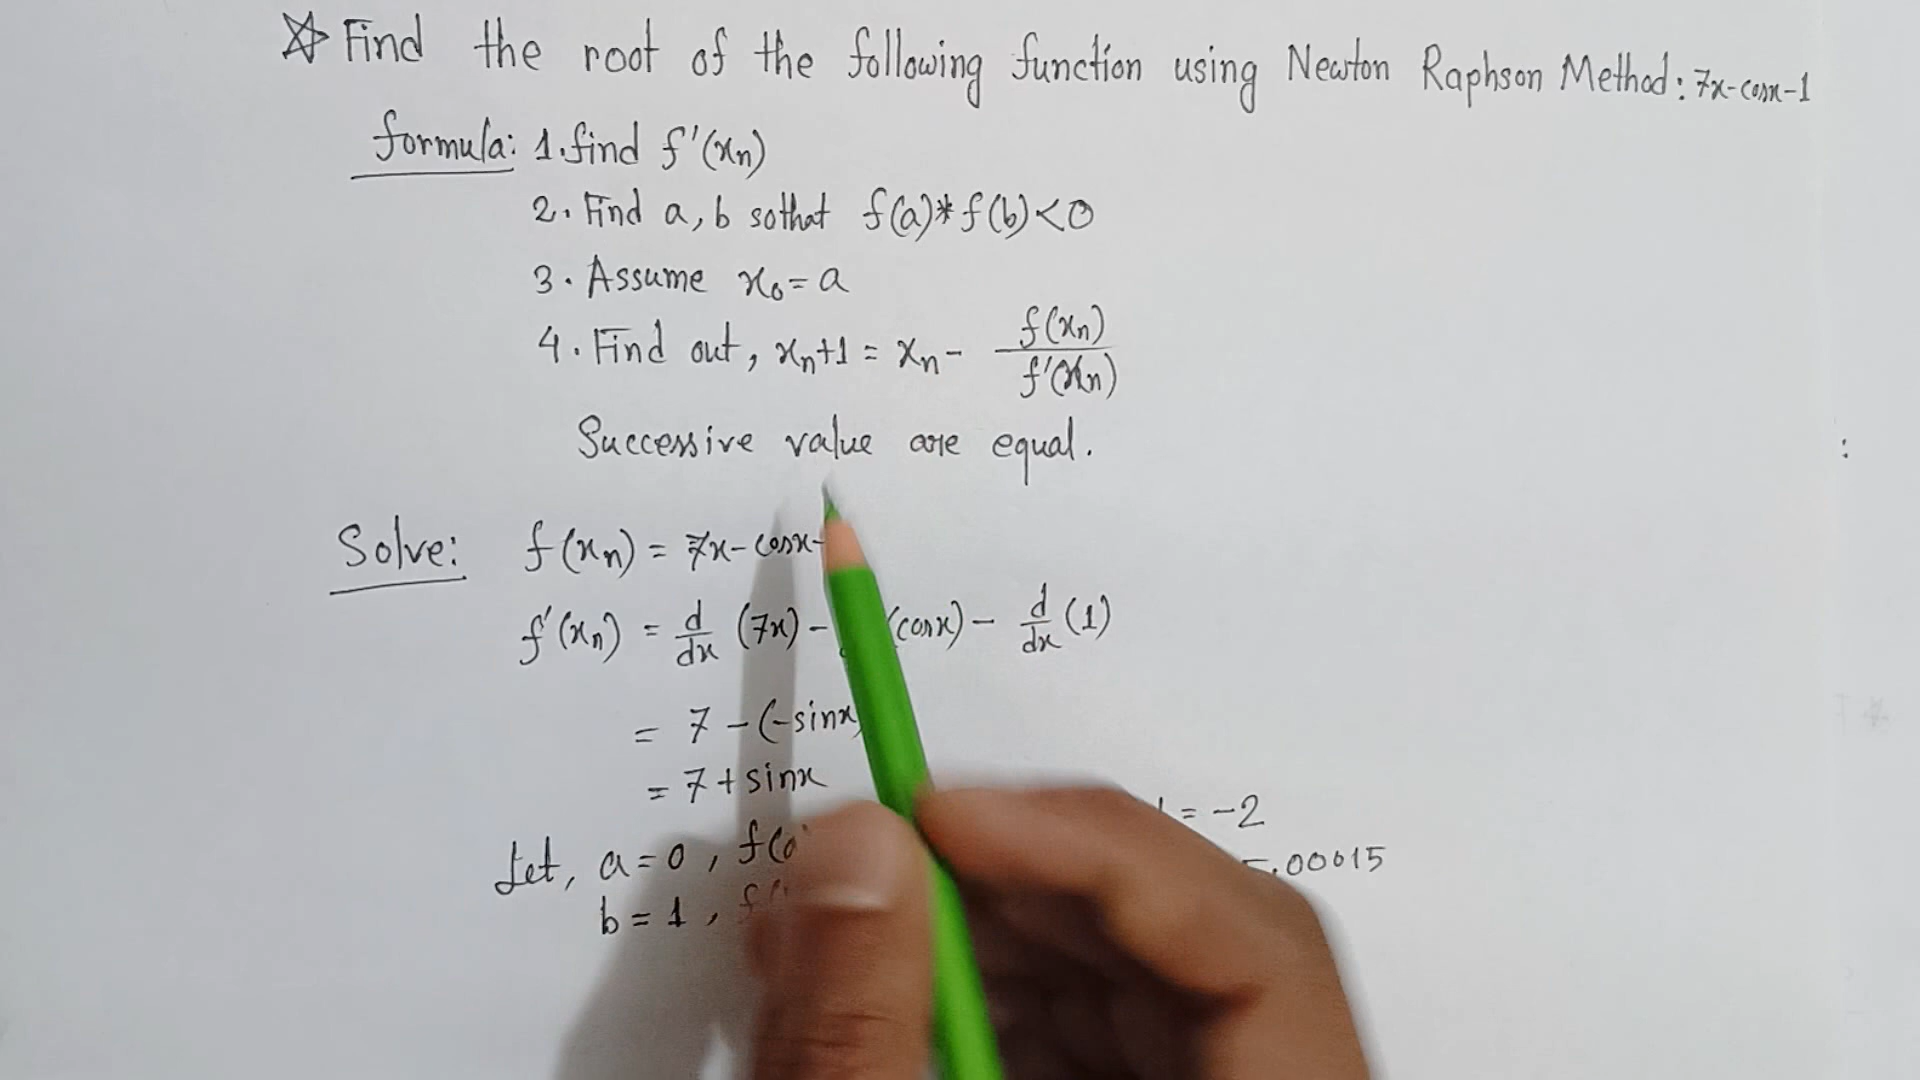 ☆ Find the root of the following function using Newton Raphson Method: 7x-cosx-1
formula: 1. find f'(xₙ)
2. Find a, b so that f(a)*f(b)<0
3. Assume x₀ = a
4. Find out, xₙ+1 = xₙ - f(xₙ)/f'(xₙ)
Successive value are equal.
Solve: f(xₙ) = 7x-cosx-
f'(xₙ) = d/dx (7x) - (cosx) - d/dx (1)
= 7-(-sinx)
= 7+sinx
Let, a=0, f(0 = -2
b=1, f( .00015